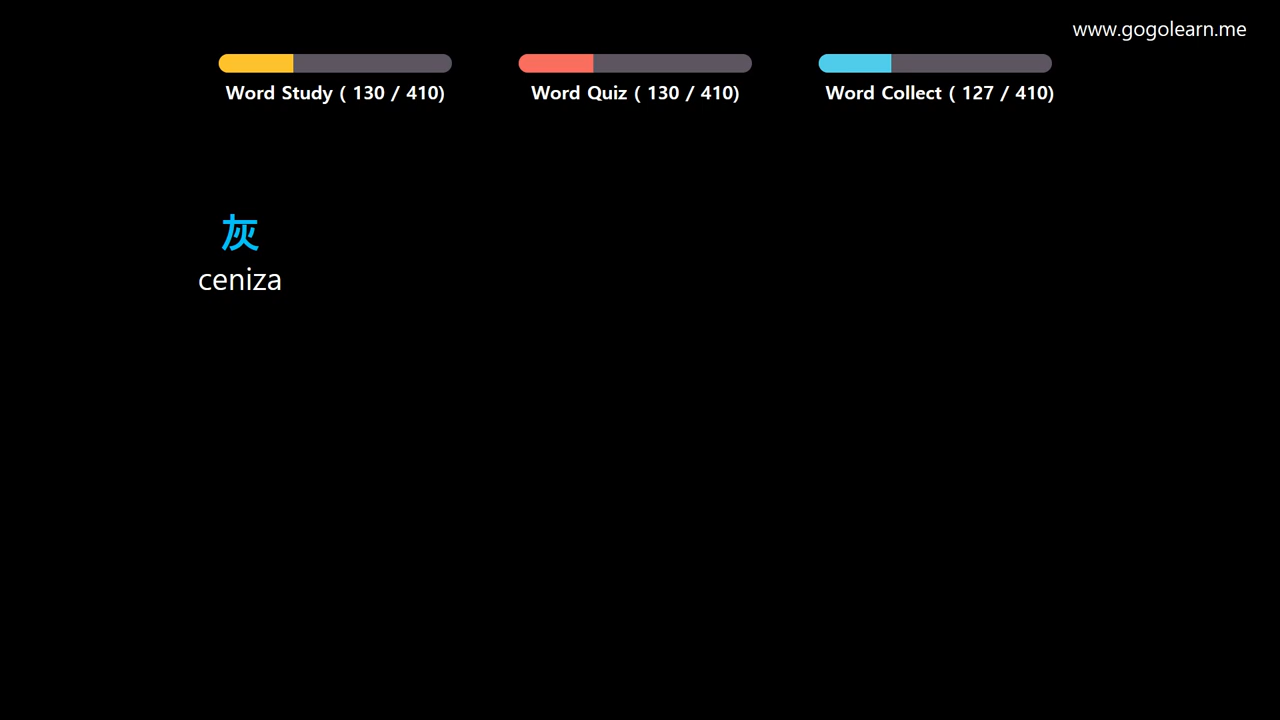 www.gogolearn.me
Word Study ( 130 / 410)
Word Quiz ( 130 / 410)
Word Collect ( 127 / 410)
灰
ceniza